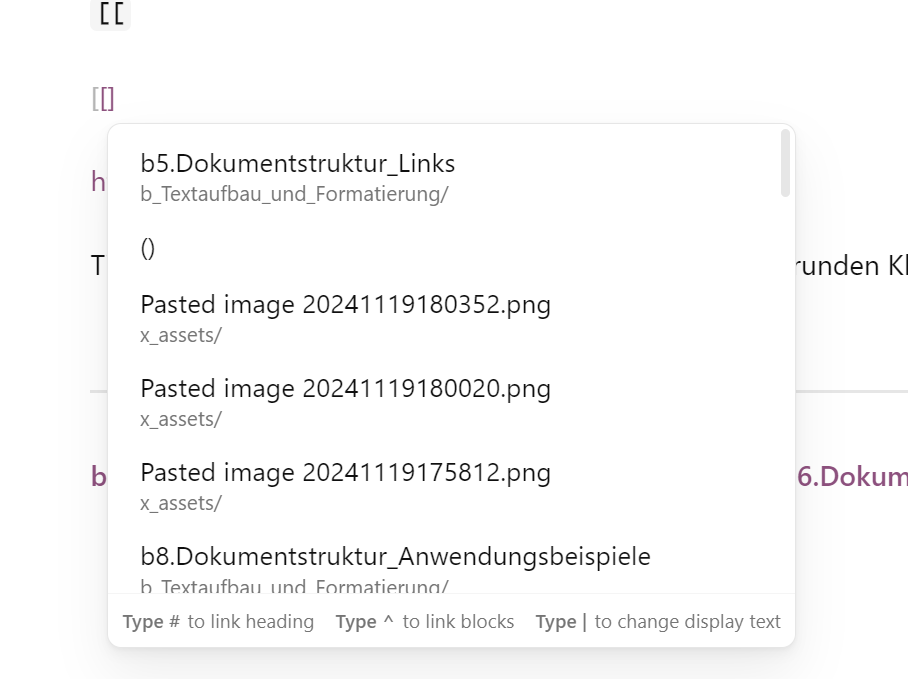 [[
[[]
h
b5.Dokumentstruktur_Links
b_Textaufbau_und_Formatierung/
()
T
runden Kl
Pasted image 20241119180352.png
x_assets/
Pasted image 20241119180020.png
x_assets/
b
Pasted image 20241119175812.png
6.Dokum
x_assets/
b8.Dokumentstruktur_Anwendungsbeispiele
b_Textaufbau_und_Formatierung/
Type # to link heading Type ^ to link blocks Type | to change display text